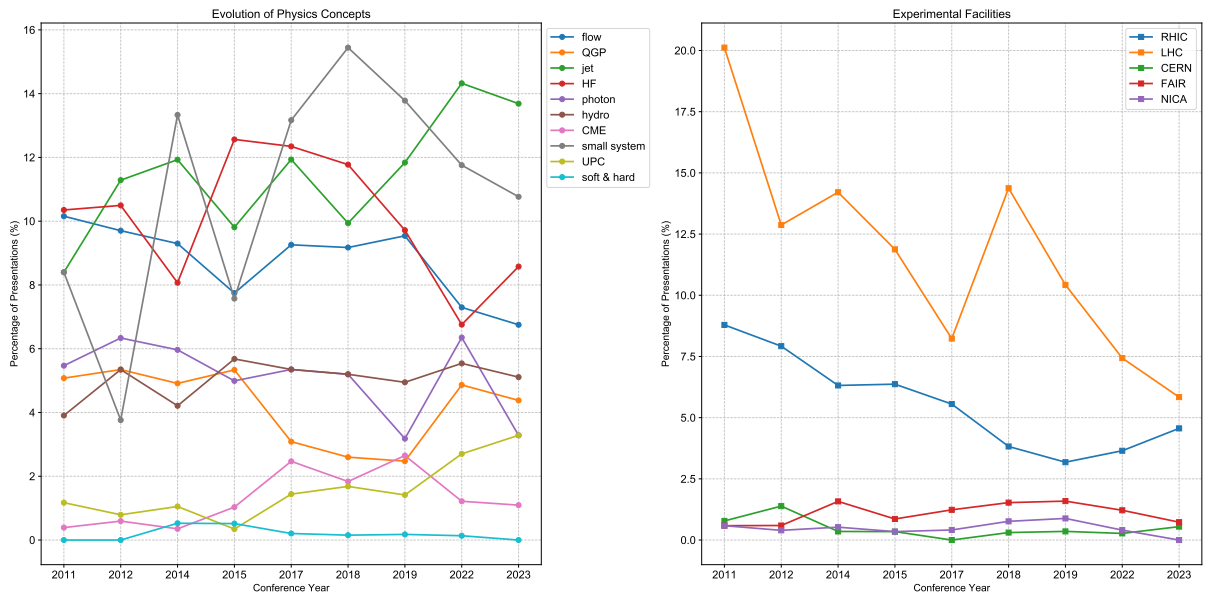 Evolution of Physics Concepts
Percentage of Presentations (%)
16
14
12
10
8
6
4
2
0
2011 2012 2014 2015 2017 2018 2019 2022 2023
Conference Year
flow
QGP
jet
HF
photon
hydro
CME
small system
UPC
soft & hard
Experimental Facilities
Percentage of Presentations (%)
20.0
17.5
15.0
12.5
10.0
7.5
5.0
2.5
0.0
2011 2012 2014 2015 2017 2018 2019 2022 2023
Conference Year
RHIC
LHC
CERN
FAIR
NICA